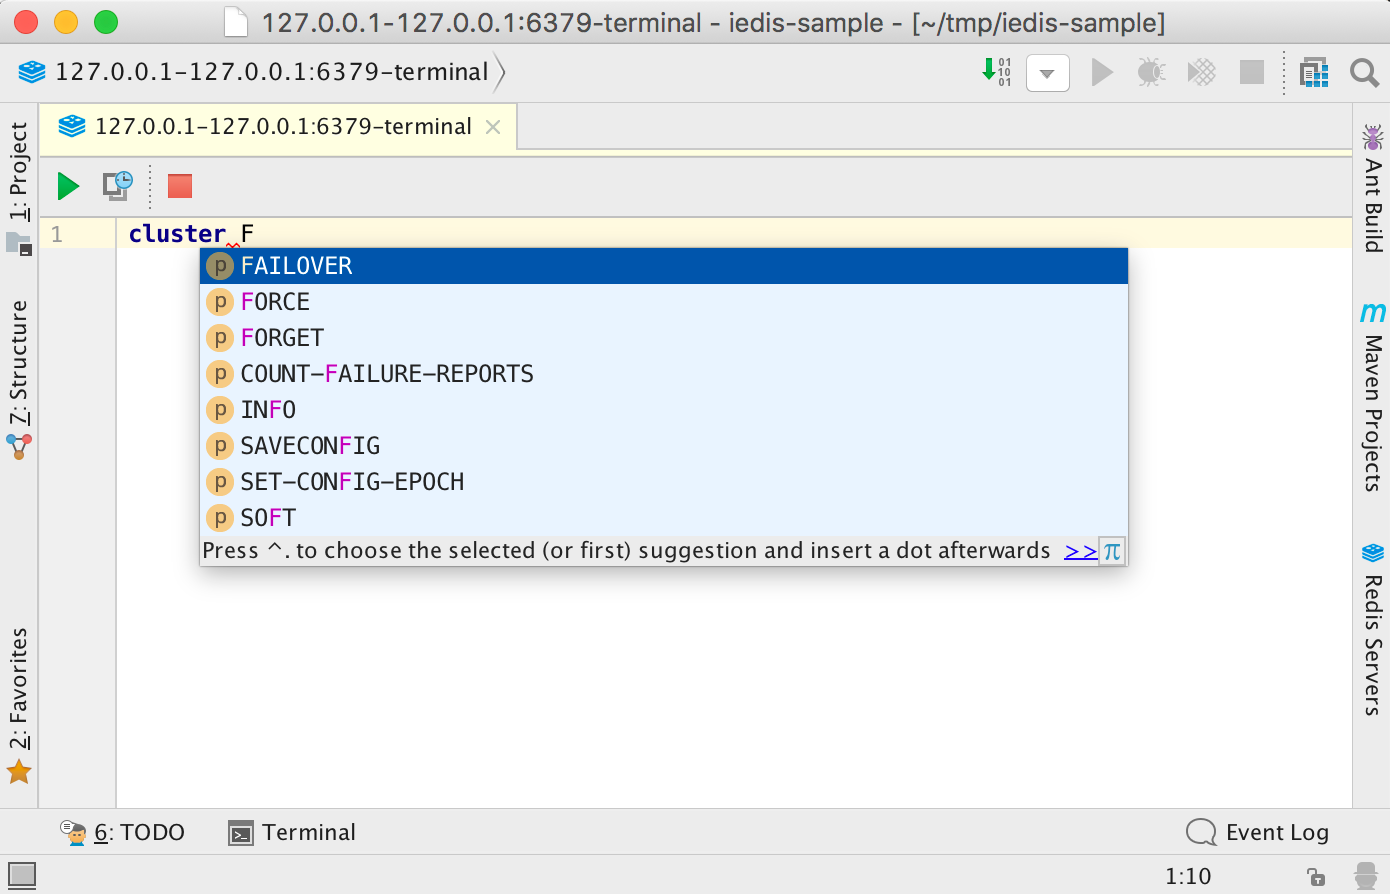 127.0.0.1-127.0.0.1:6379-terminal - iedis-sample - [~/tmp/iedis-sample]
127.0.0.1-127.0.0.1:6379-terminal
01
10
01
127.0.0.1-127.0.0.1:6379-terminal
1: Project
7: Structure
2: Favorites
1
cluster F
p FAILOVER
p FORCE
p FORGET
p COUNT-FAILURE-REPORTS
p INFO
p SAVECONFIG
p SET-CONFIG-EPOCH
p SOFT
Press ^. to choose the selected (or first) suggestion and insert a dot afterwards >> π
Ant Build
m Maven Projects
Redis Servers
6: TODO
Terminal
Event Log
1:10